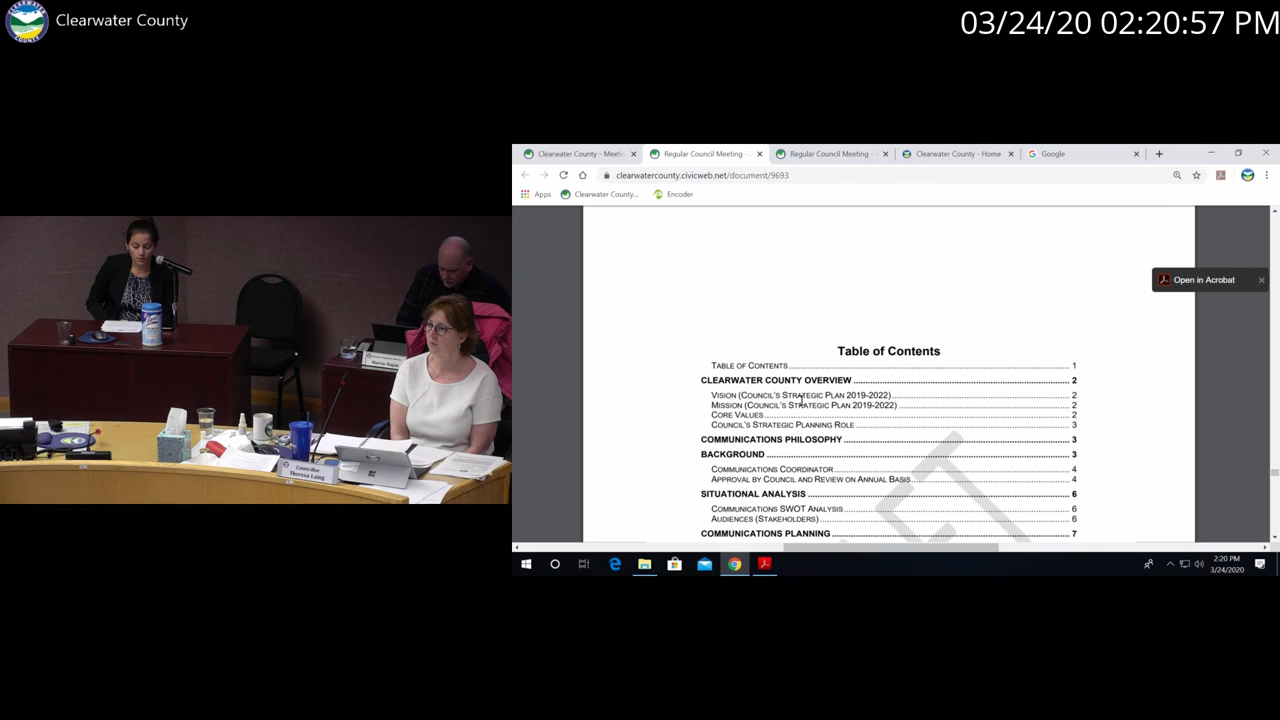 Clearwater County
03/24/20 02:20:57 PM
Clearwater County - Meeti
Regular Council Meeting -
Regular Council Meeting -
Clearwater County - Home
Google
clearwatercounty.civicweb.net/document/9693
Apps
Clearwater County...
Encoder
Open in Acrobat
Table of Contents
TABLE OF CONTENTS 1
CLEARWATER COUNTY OVERVIEW 2
VISION (COUNCIL'S STRATEGIC PLAN 2019-2022) 2
MISSION (COUNCIL'S STRATEGIC PLAN 2019-2022) 2
CORE VALUES 2
COUNCIL'S STRATEGIC PLANNING ROLE 3
COMMUNICATIONS PHILOSOPHY 3
BACKGROUND 3
COMMUNICATIONS COORDINATOR 4
APPROVAL BY COUNCIL AND REVIEW ON ANNUAL BASIS 4
SITUATIONAL ANALYSIS 6
COMMUNICATIONS SWOT ANALYSIS 6
AUDIENCES (STAKEHOLDERS) 6
COMMUNICATIONS PLANNING 7
Councillor
Theresa Laing
2:20 PM
3/24/2020